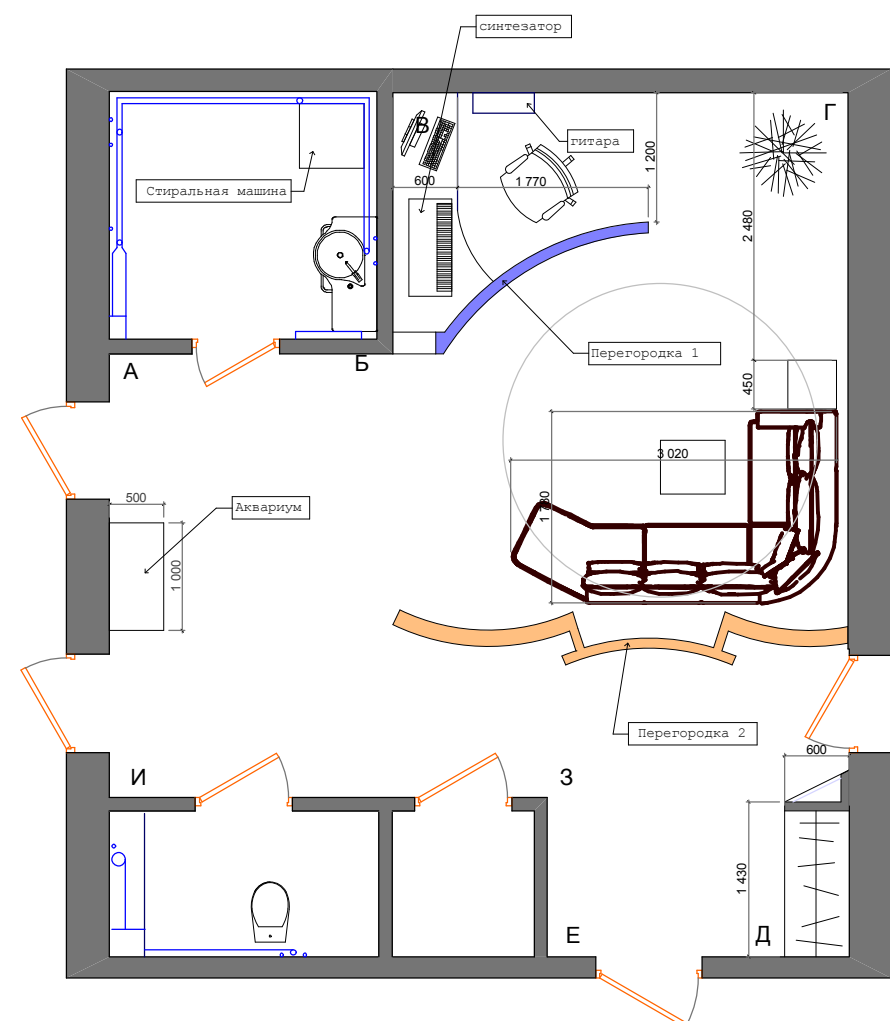 синтезатор
В
Г
гитара
1 200
600
1 770
Стиральная машина
2 480
Перегородка 1
А
Б
450
3 020
500
Аквариум
1 000
Перегородка 2
600
И
З
1 430
Е
Д